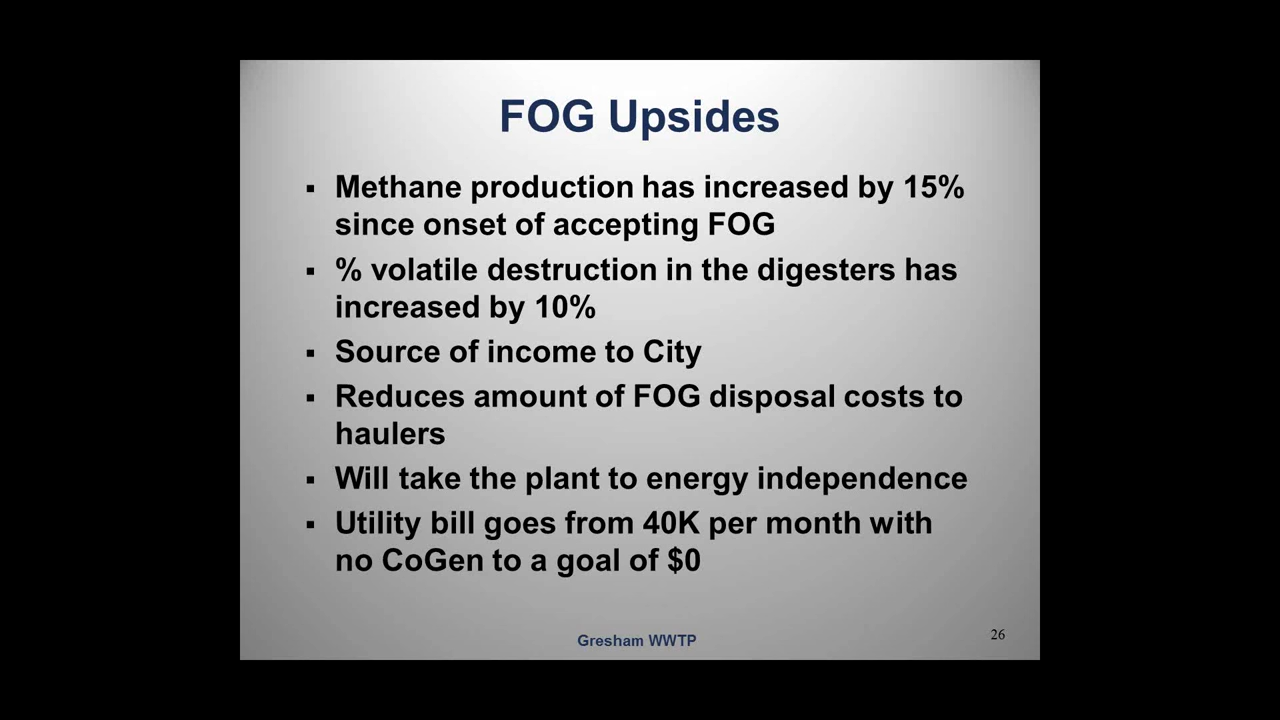 FOG Upsides
▪ Methane production has increased by 15%
since onset of accepting FOG
▪ % volatile destruction in the digesters has
increased by 10%
▪ Source of income to City
▪ Reduces amount of FOG disposal costs to
haulers
▪ Will take the plant to energy independence
▪ Utility bill goes from 40K per month with
no CoGen to a goal of $0
Gresham WWTP
26